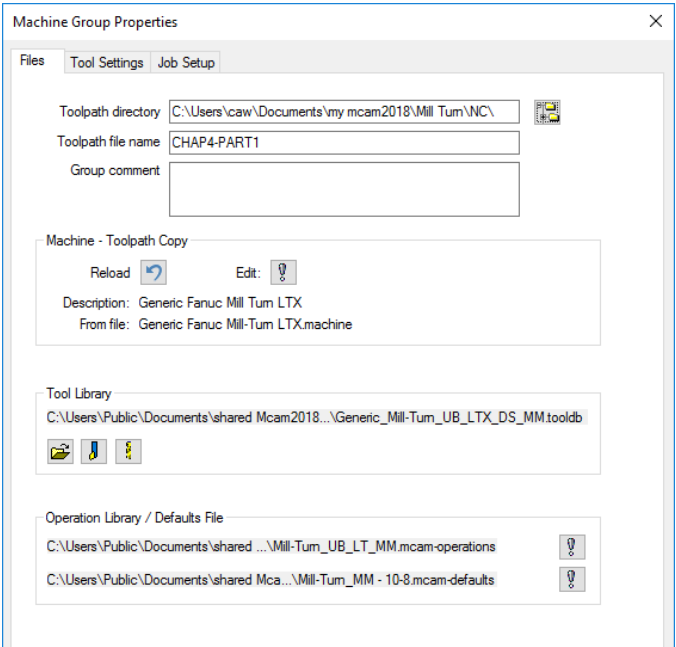 Machine Group Properties
Files Tool Settings Job Setup
Toolpath directory C:\Users\caw\Documents\my mcam2018\Mill Turn\NC\
Toolpath file name CHAP4-PART1
Group comment
Machine - Toolpath Copy
Reload Edit:
Description: Generic Fanuc Mill Turn LTX
From file: Generic Fanuc Mill-Turn LTX.machine
Tool Library
C:\Users\Public\Documents\shared Mcam2018...\Generic_Mill-Turn_UB_LTX_DS_MM.tooldb
Operation Library / Defaults File
C:\Users\Public\Documents\shared ...\Mill-Turn_UB_LT_MM.mcam-operations
C:\Users\Public\Documents\shared Mca...\Mill-Turn_MM - 10-8.mcam-defaults